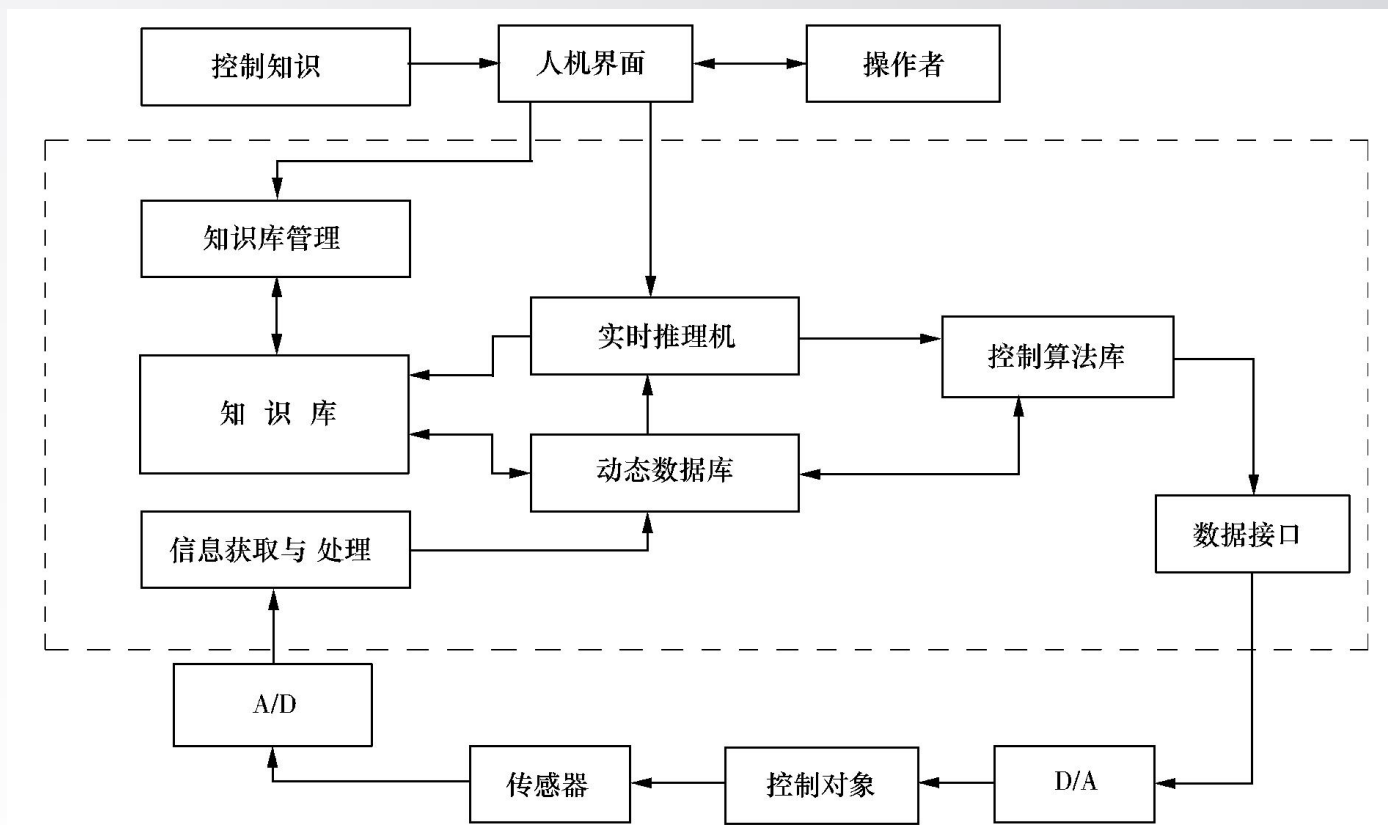 控制知识
人机界面
操作者
知识库管理
实时推理机
控制算法库
知 识 库
动态数据库
信息获取与 处理
数据接口
A/D
传感器
控制对象
D/A